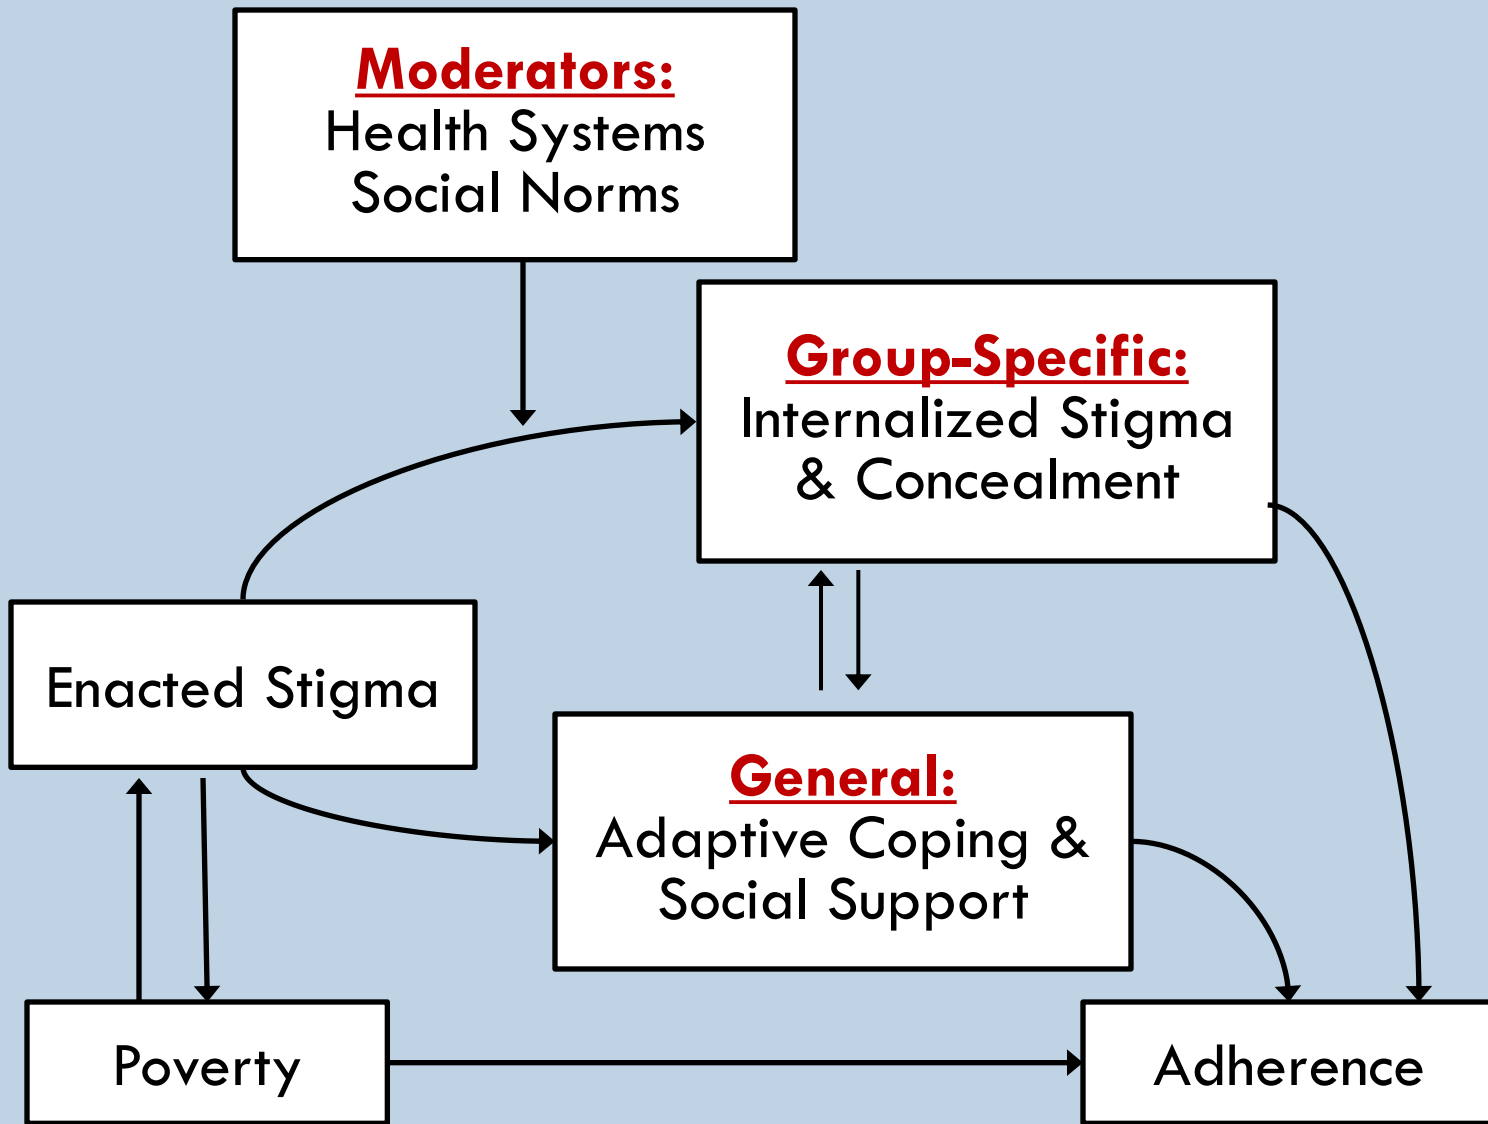 Moderators:
Health Systems
Social Norms
Group-Specific:
Internalized Stigma
& Concealment
Enacted Stigma
General:
Adaptive Coping &
Social Support
Poverty
Adherence